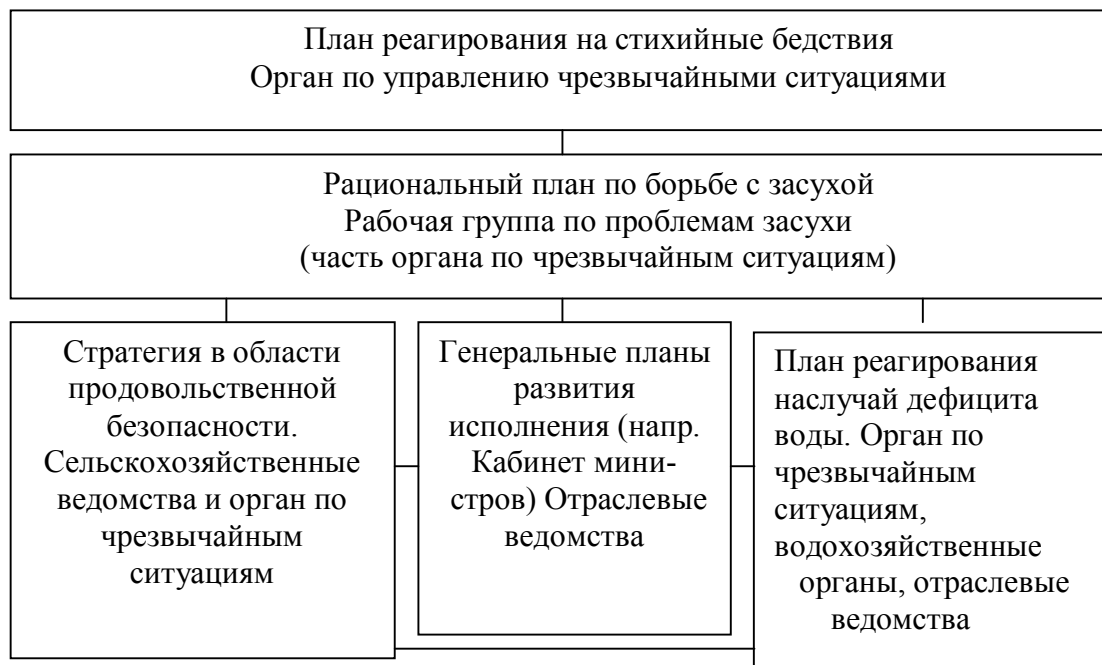 План реагирования на стихийные бедствия
Орган по управлению чрезвычайными ситуациями
Рациональный план по борьбе с засухой
Рабочая группа по проблемам засухи
(часть органа по чрезвычайным ситуациям)
Стратегия в области
продовольственной
безопасности.
Сельскохозяйственные
ведомства и орган по
чрезвычайным
ситуациям
Генеральные планы
развития
исполнения (напр.
Кабинет мини-
стров) Отраслевые
ведомства
План реагирования
наслучай дефицита
воды. Орган по
чрезвычайным
ситуациям,
водохозяйственные
органы, отраслевые
ведомства